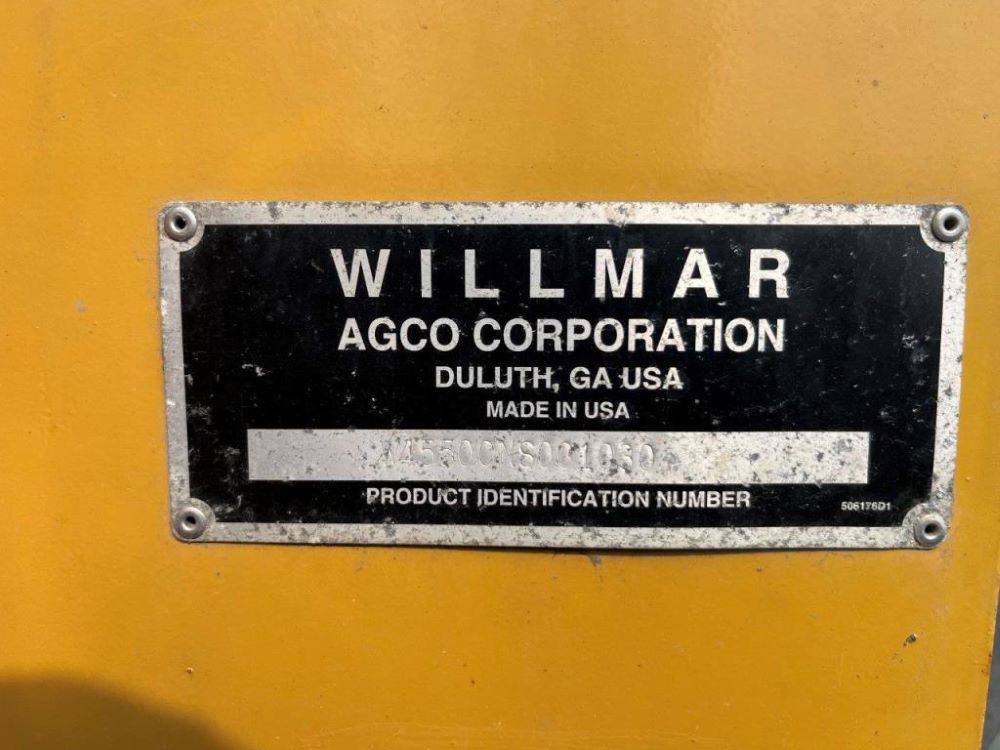 WILLMAR
AGCO CORPORATION
DULUTH, GA USA
MADE IN USA
PRODUCT IDENTIFICATION NUMBER
506176D1